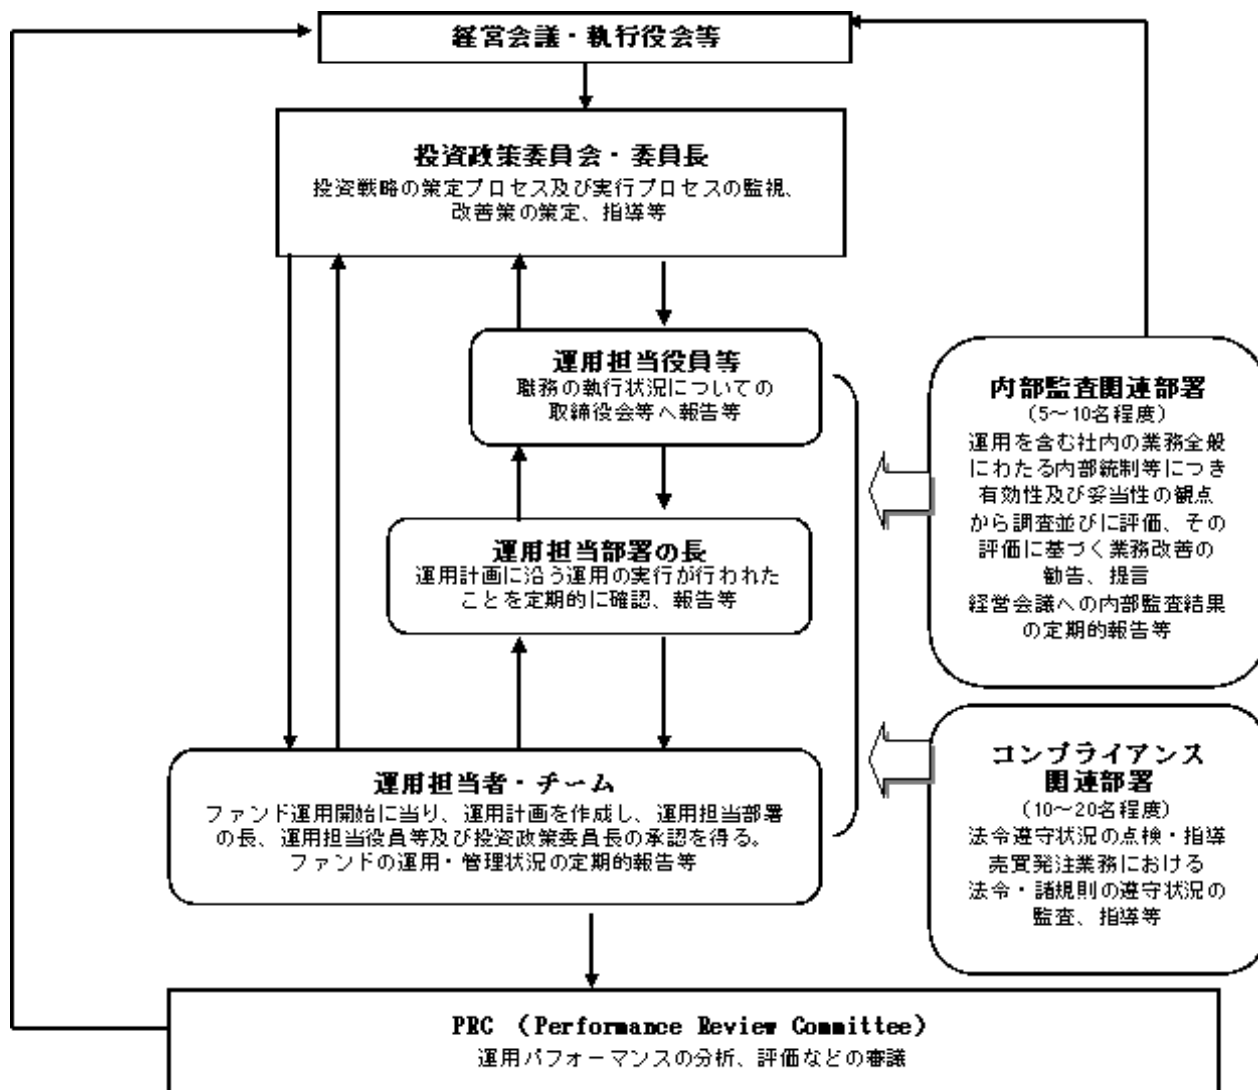 経営会議・執行役会等
投資政策委員会・委員長
投資戦略の策定プロセス及び実行プロセスの監視、
改善策の策定、指導等
運用担当役員等
職務の執行状況についての
取締役会等へ報告等
運用担当部署の長
運用計画に沿う運用の実行が行われた
ことを定期的に確認、報告等
運用担当者・チーム
ファンド運用開始に当り、運用計画を作成し、運用担当部署
の長、運用担当役員等及び投資政策委員長の承認を得る。
ファンドの運用・管理状況の定期的報告等
内部監査関連部署
(5～10名程度)
運用を含む社内の業務全般
にわたる内部統制等につき
有効性及び妥当性の観点
から調査並びに評価、その
評価に基づく業務改善の
勧告、提言
経営会議への内部監査結果
の定期的報告等
コンプライアンス
関連部署
(10～20名程度)
法令遵守状況の点検・指導
売買発注業務における
法令・諸規則の遵守状況の
監査、指導等
PRC （Performance Review Committee）
運用パフォーマンスの分析、評価などの審議